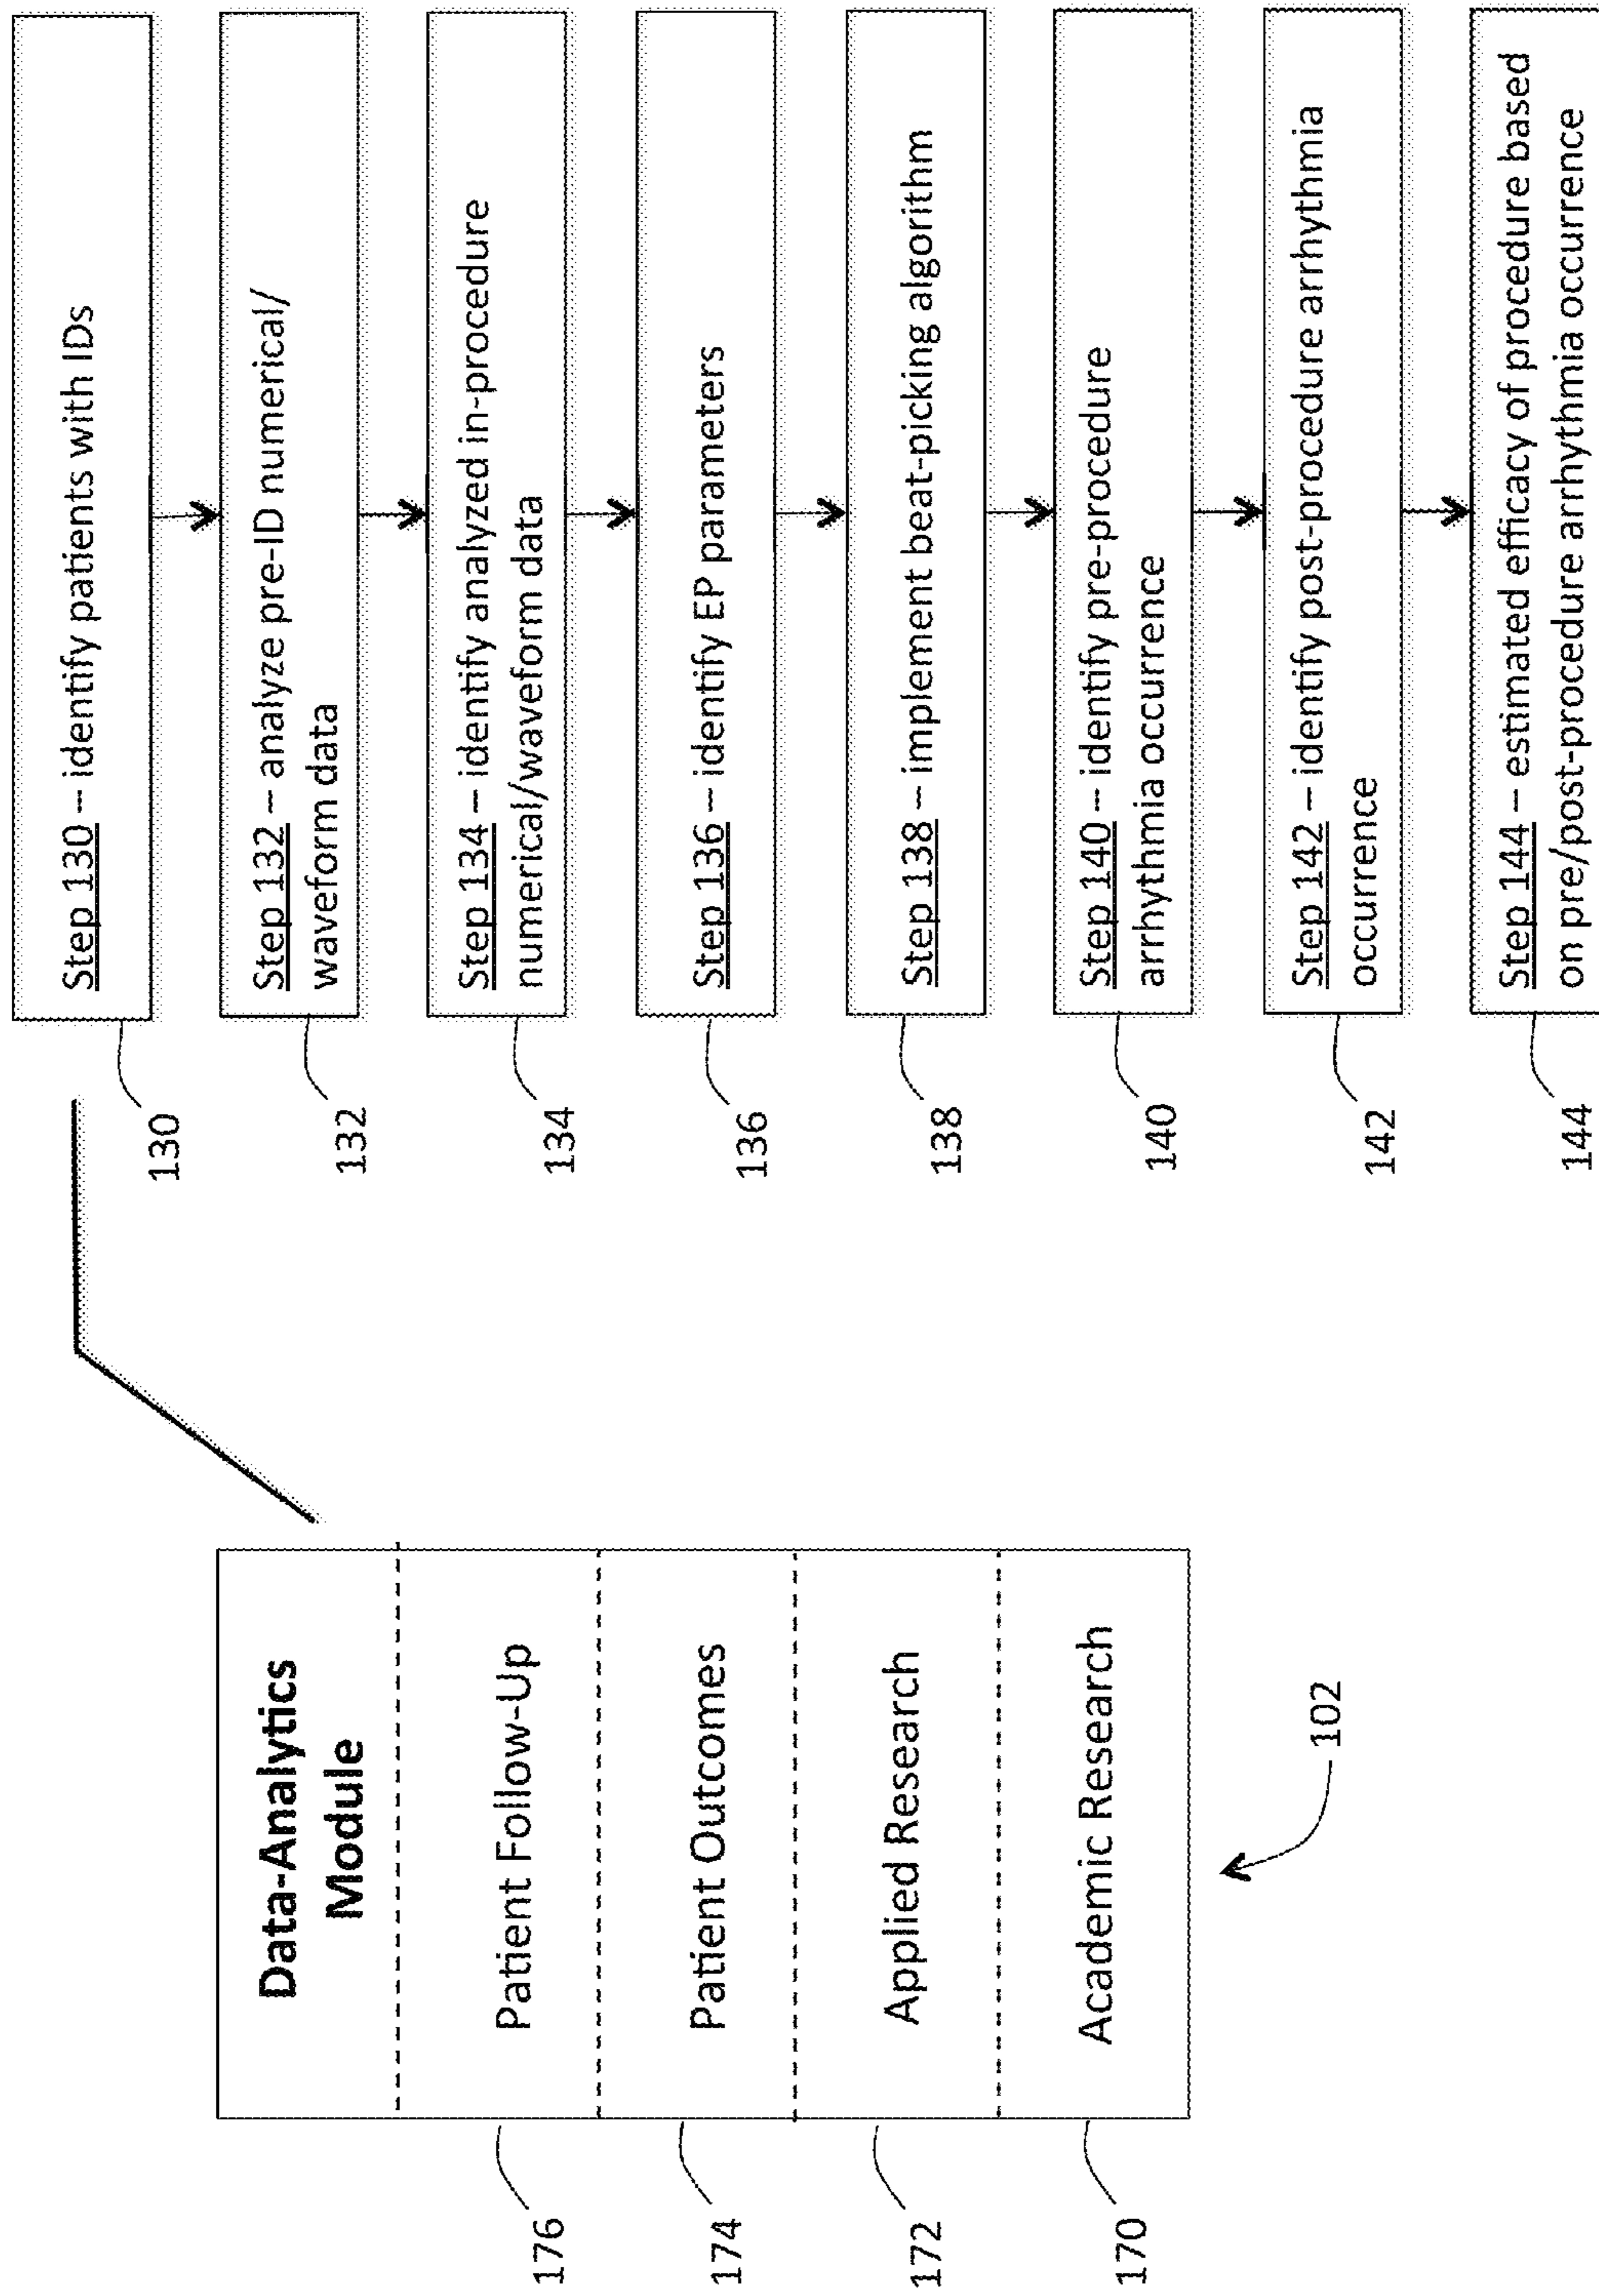 Data-Analytics
Module
Patient Follow-Up
Patient Outcomes
Applied Research
Academic Research
176
174
172
170
102
Step 130 – identify patients with IDs
Step 132 – analyze pre-ID numerical/
waveform data
Step 134 – identify analyzed in-procedure
numerical/waveform data
Step 136 – identify EP parameters
Step 138 – implement beat-picking algorithm
Step 140 – identify pre-procedure
arrhythmia occurrence
Step 142 – identify post-procedure arrhythmia
occurrence
Step 144 – estimated efficacy of procedure based
on pre/post-procedure arrhythmia occurrence
130
132
134
136
138
140
142
144